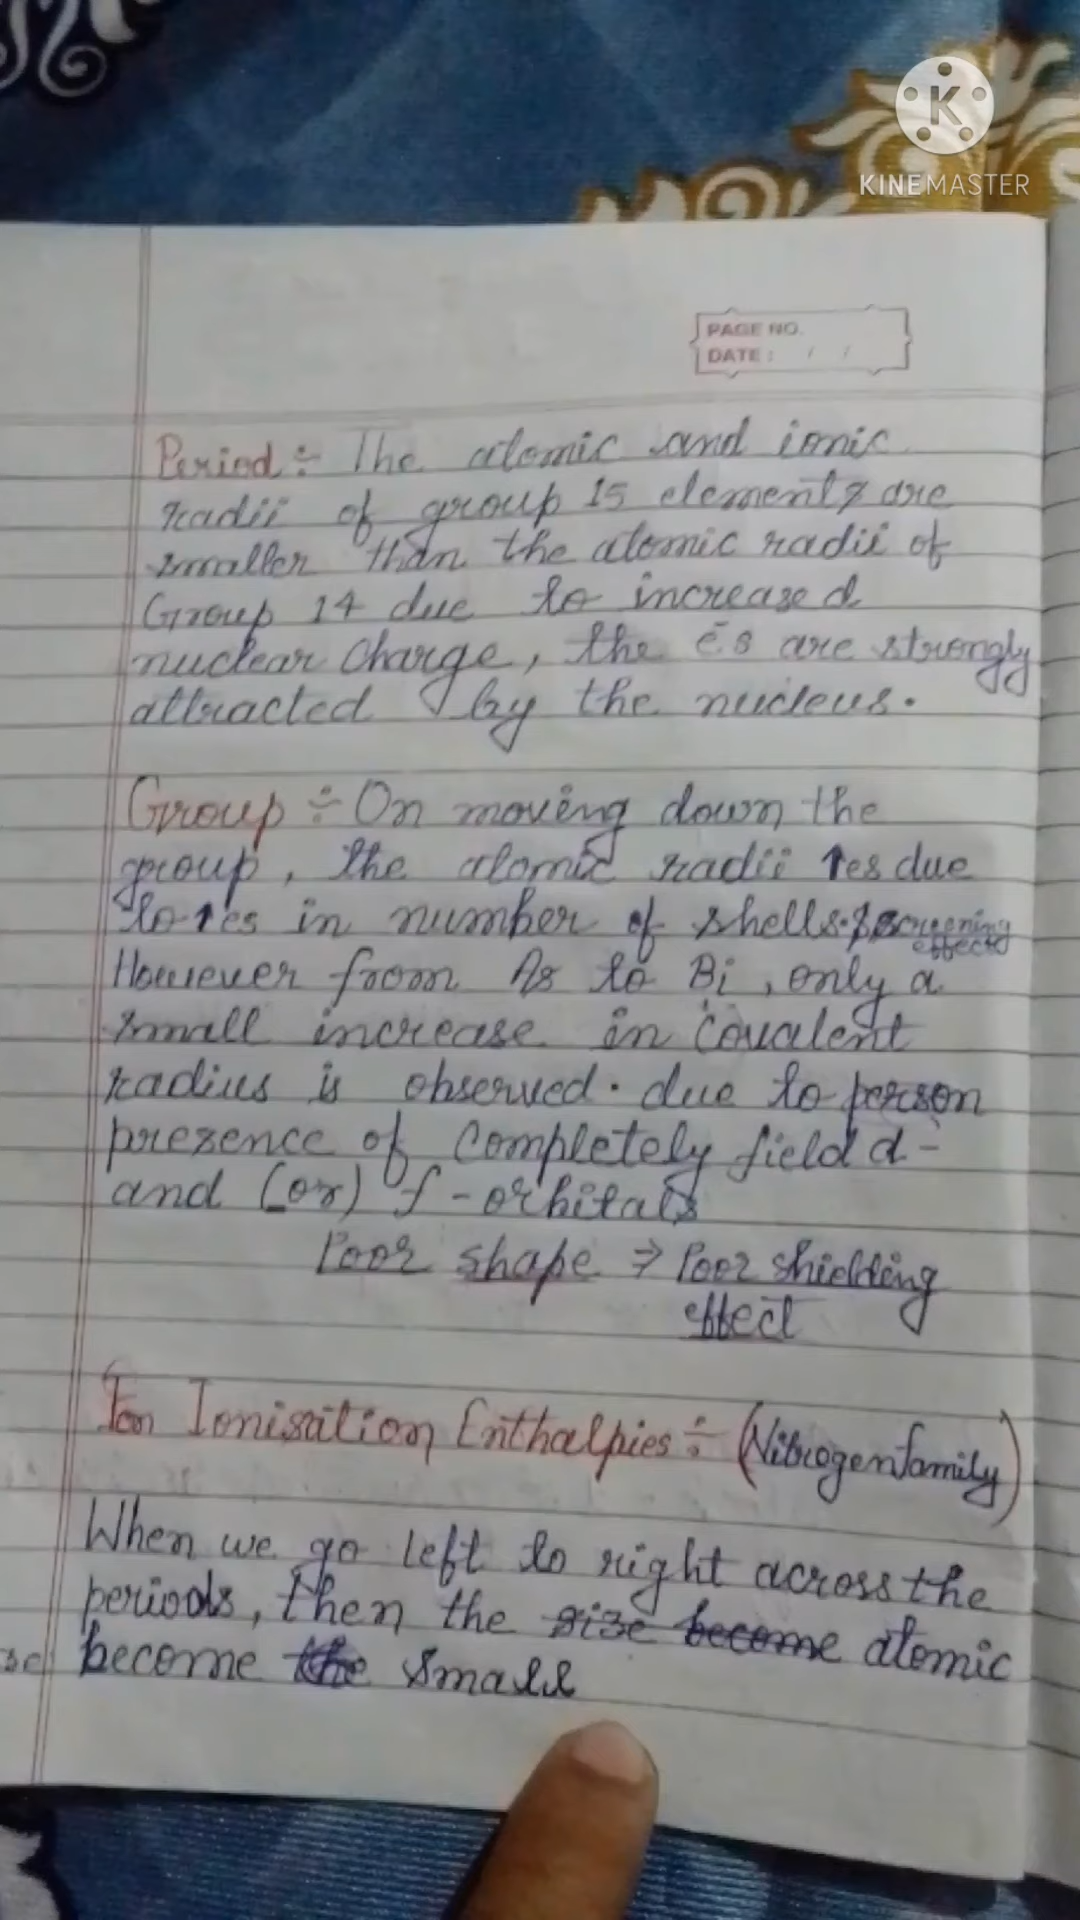 K
KINEMASTER
PAGE NO.
DATE : / /
Period :- The atomic and ionic
radii of group 15 elements are
smaller than the atomic radii of
Group 14 due to increased
nuclear charge, the ēs are strongly
attracted by the nucleus.
Group :- On moving down the
group, the atomic radii ↑es due
to ↑es in number of shells. & screening
effect
However from As to Bi, only a
small increase in covalent
radius is observed. due to person
presence of completely field d-
and (or) f-orbitals
Poor shape ⇒ Poor shielding
effect
Ion Ionisation Enthalpies :- (Nitrogen family)
When we go left to right across the
periods, then the size become atomic
become the small